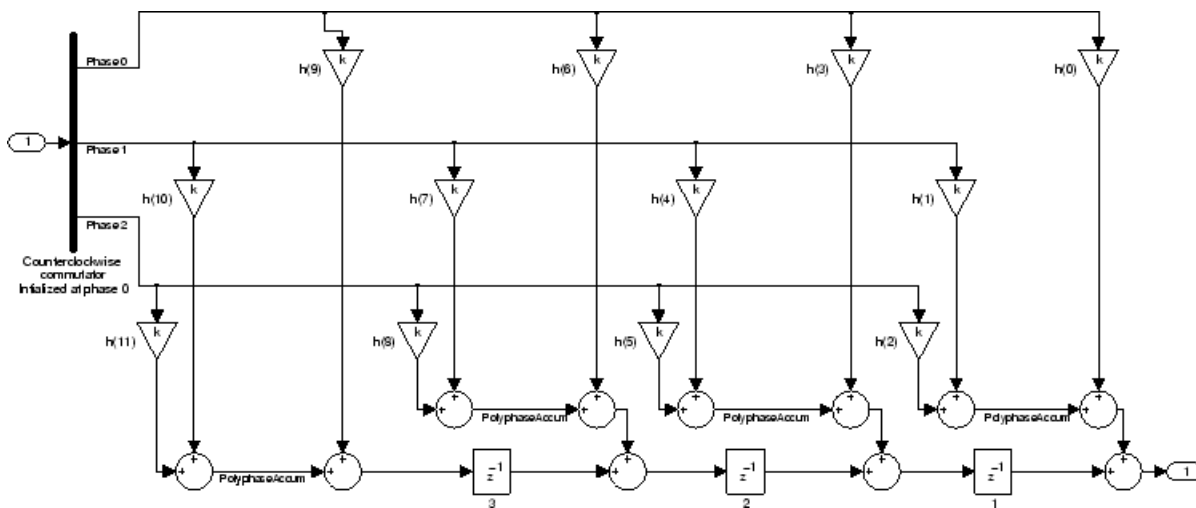 Phase 0
k
k
k
k
h(9)
h(6)
h(3)
h(0)
1
Phase 1
k
k
k
k
h(10)
h(7)
h(4)
h(1)
Phase 2
Counterclockwise
commutator
Initialized at phase 0
k
k
k
k
h(11)
h(8)
h(5)
h(2)
+
+
+
+
+
+
+
+
+
PolyphaseAccum
+
+
PolyphaseAccum
+
+
PolyphaseAccum
+
+
+
+
+
+
+
+
PolyphaseAccum
+
z⁻¹
+
z⁻¹
+
z⁻¹
+
1
3
2
1